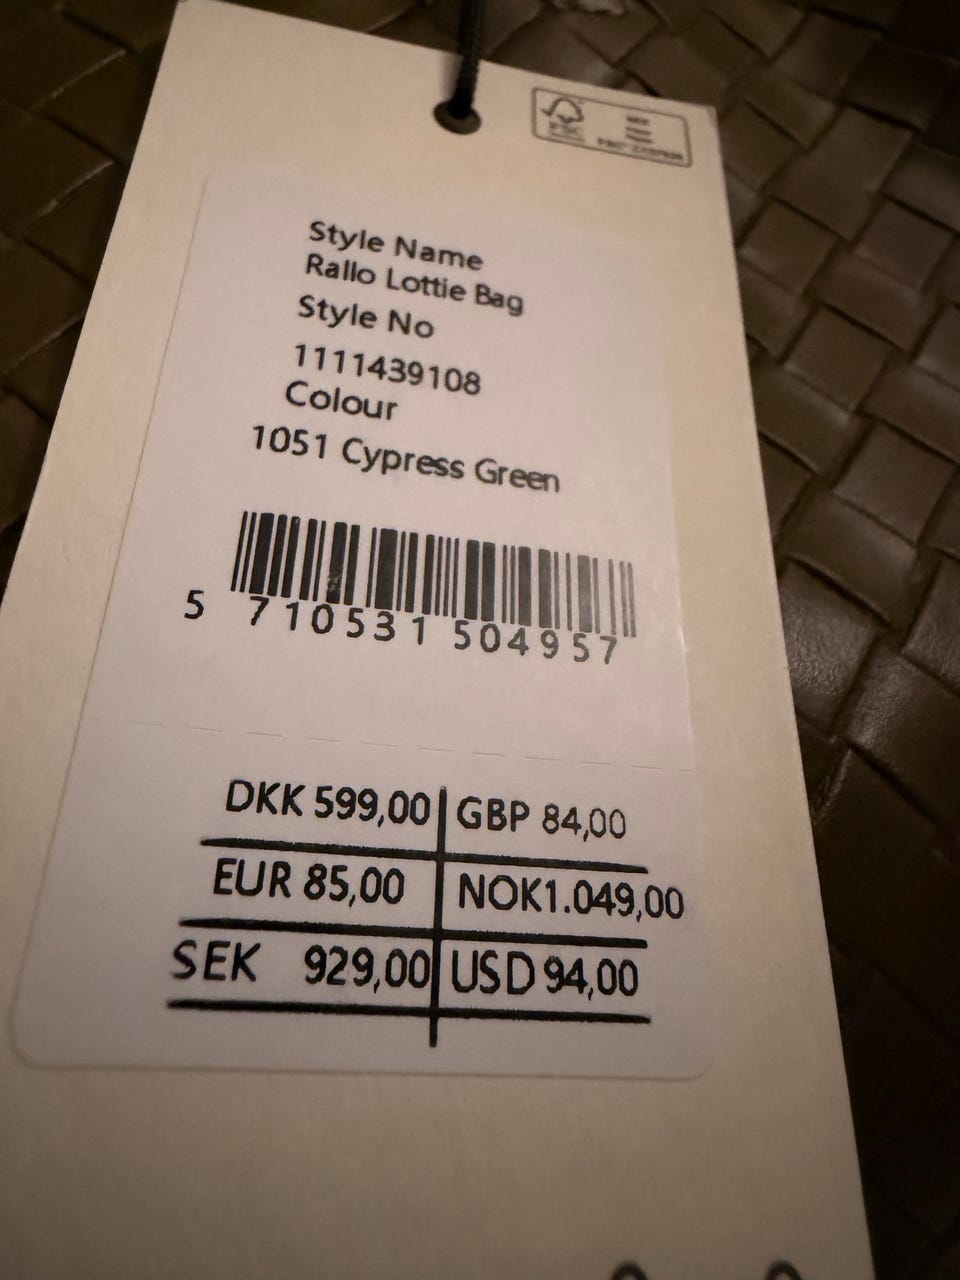 FSC
Style Name
Rallo Lottie Bag
Style No
1111439108
Colour
1051 Cypress Green
5 710531 504957
DKK 599,00 GBP 84,00
EUR 85,00 NOK1.049,00
SEK 929,00 USD 94,00